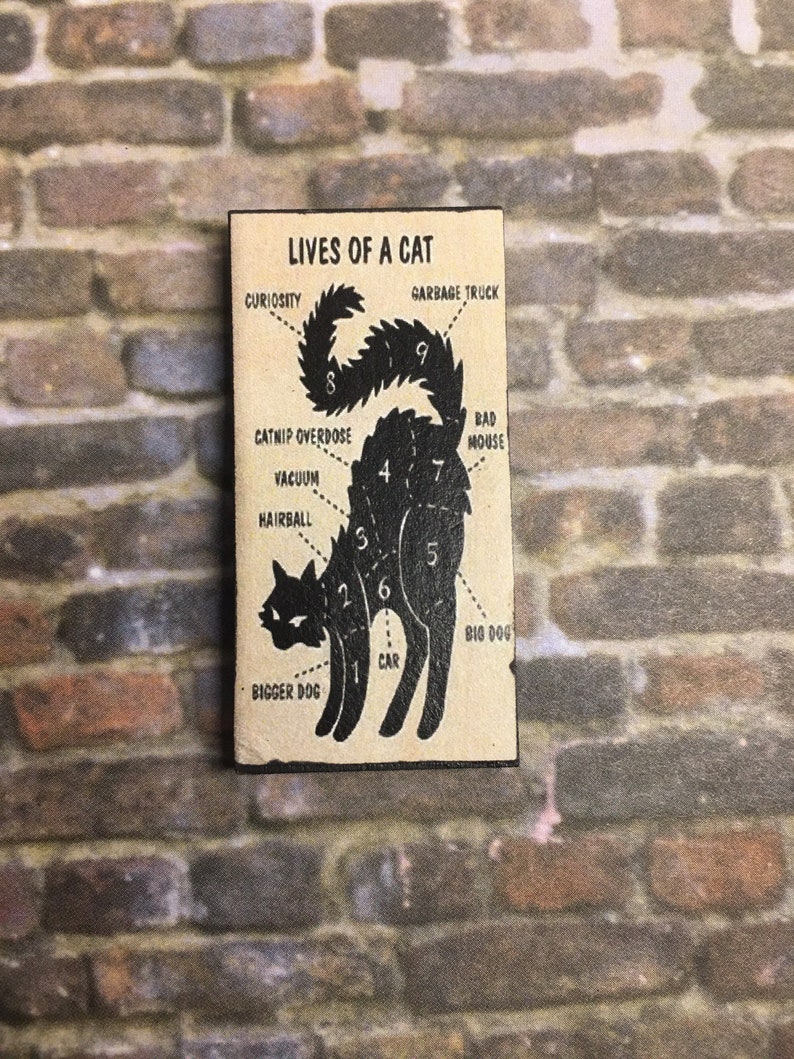 LIVES OF A CAT
CURIOSITY
GARBAGE TRUCK
9
8
BAD
MOUSE
CATNIP OVERDOSE
4
7
VACUUM
HAIRBALL
3
5
2
6
BIG DOG
CAR
1
BIGGER DOG